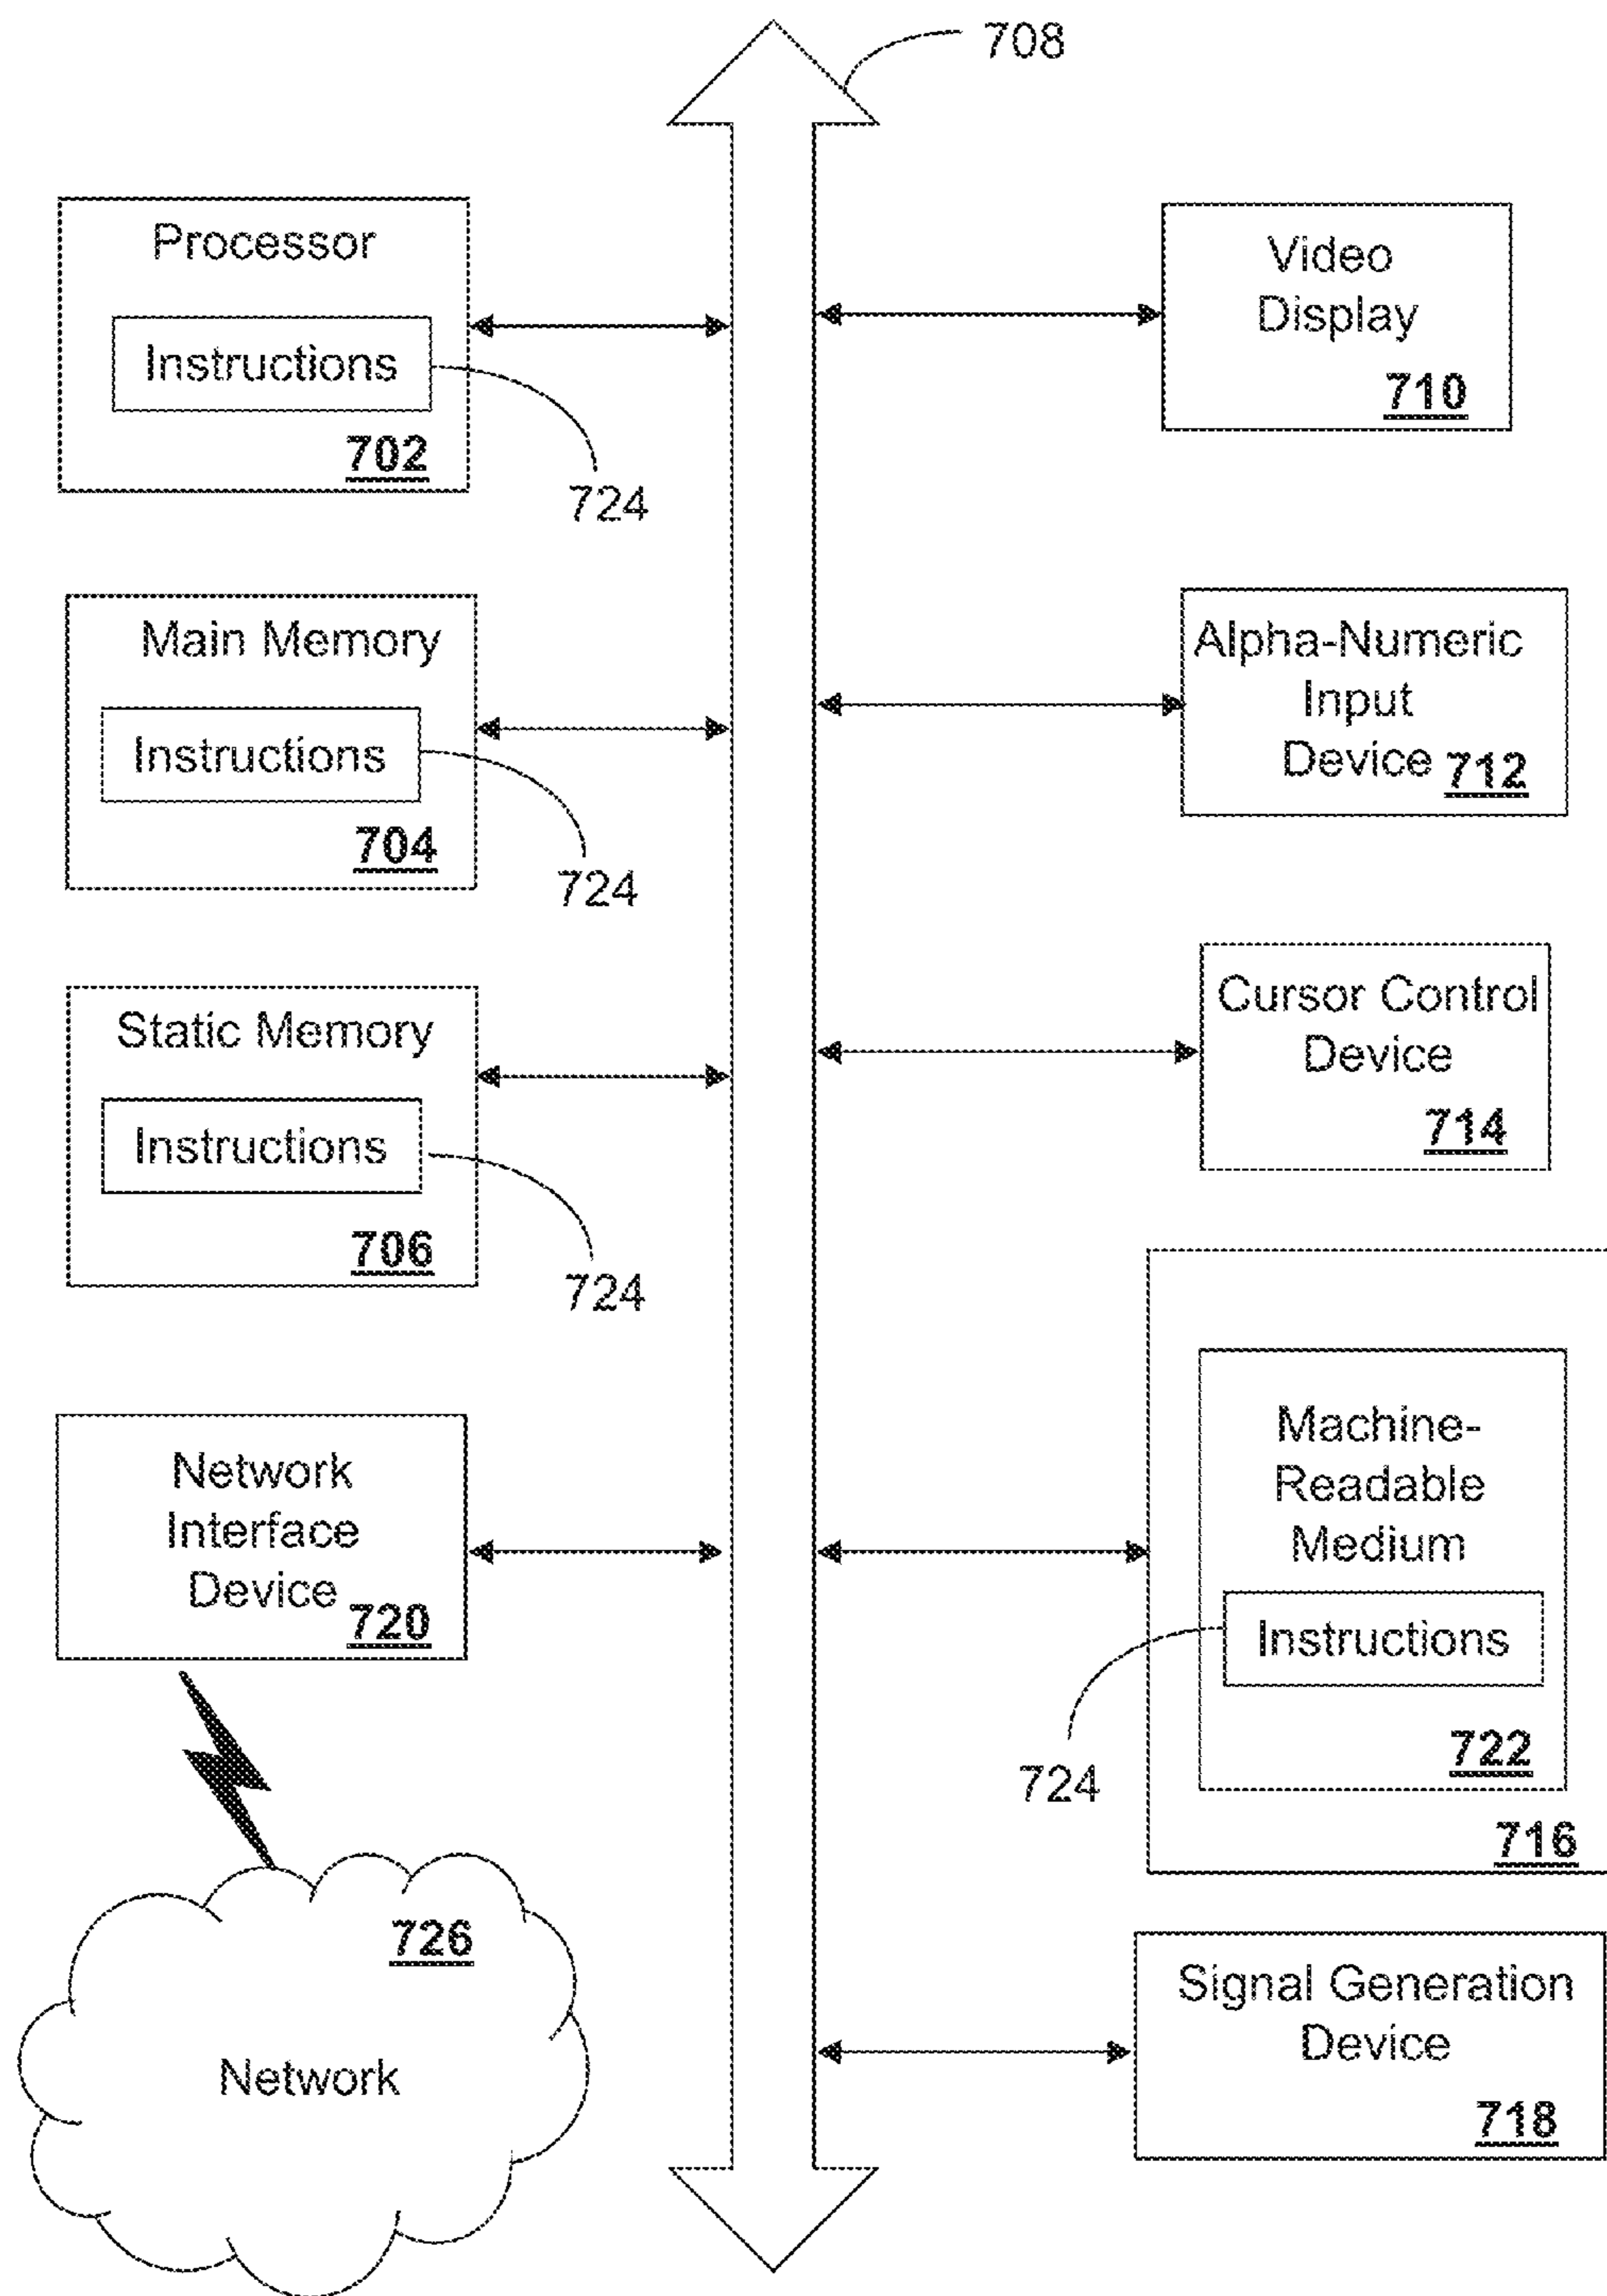 708
Processor
Instructions
702
724
Main Memory
Instructions
704
724
Static Memory
Instructions
706
724
Network
Interface
Device
720
726
Network
Video
Display
710
Alpha-Numeric
Input
Device
712
Cursor Control
Device
714
Machine-
Readable
Medium
Instructions
722
724
716
Signal Generation
Device
718